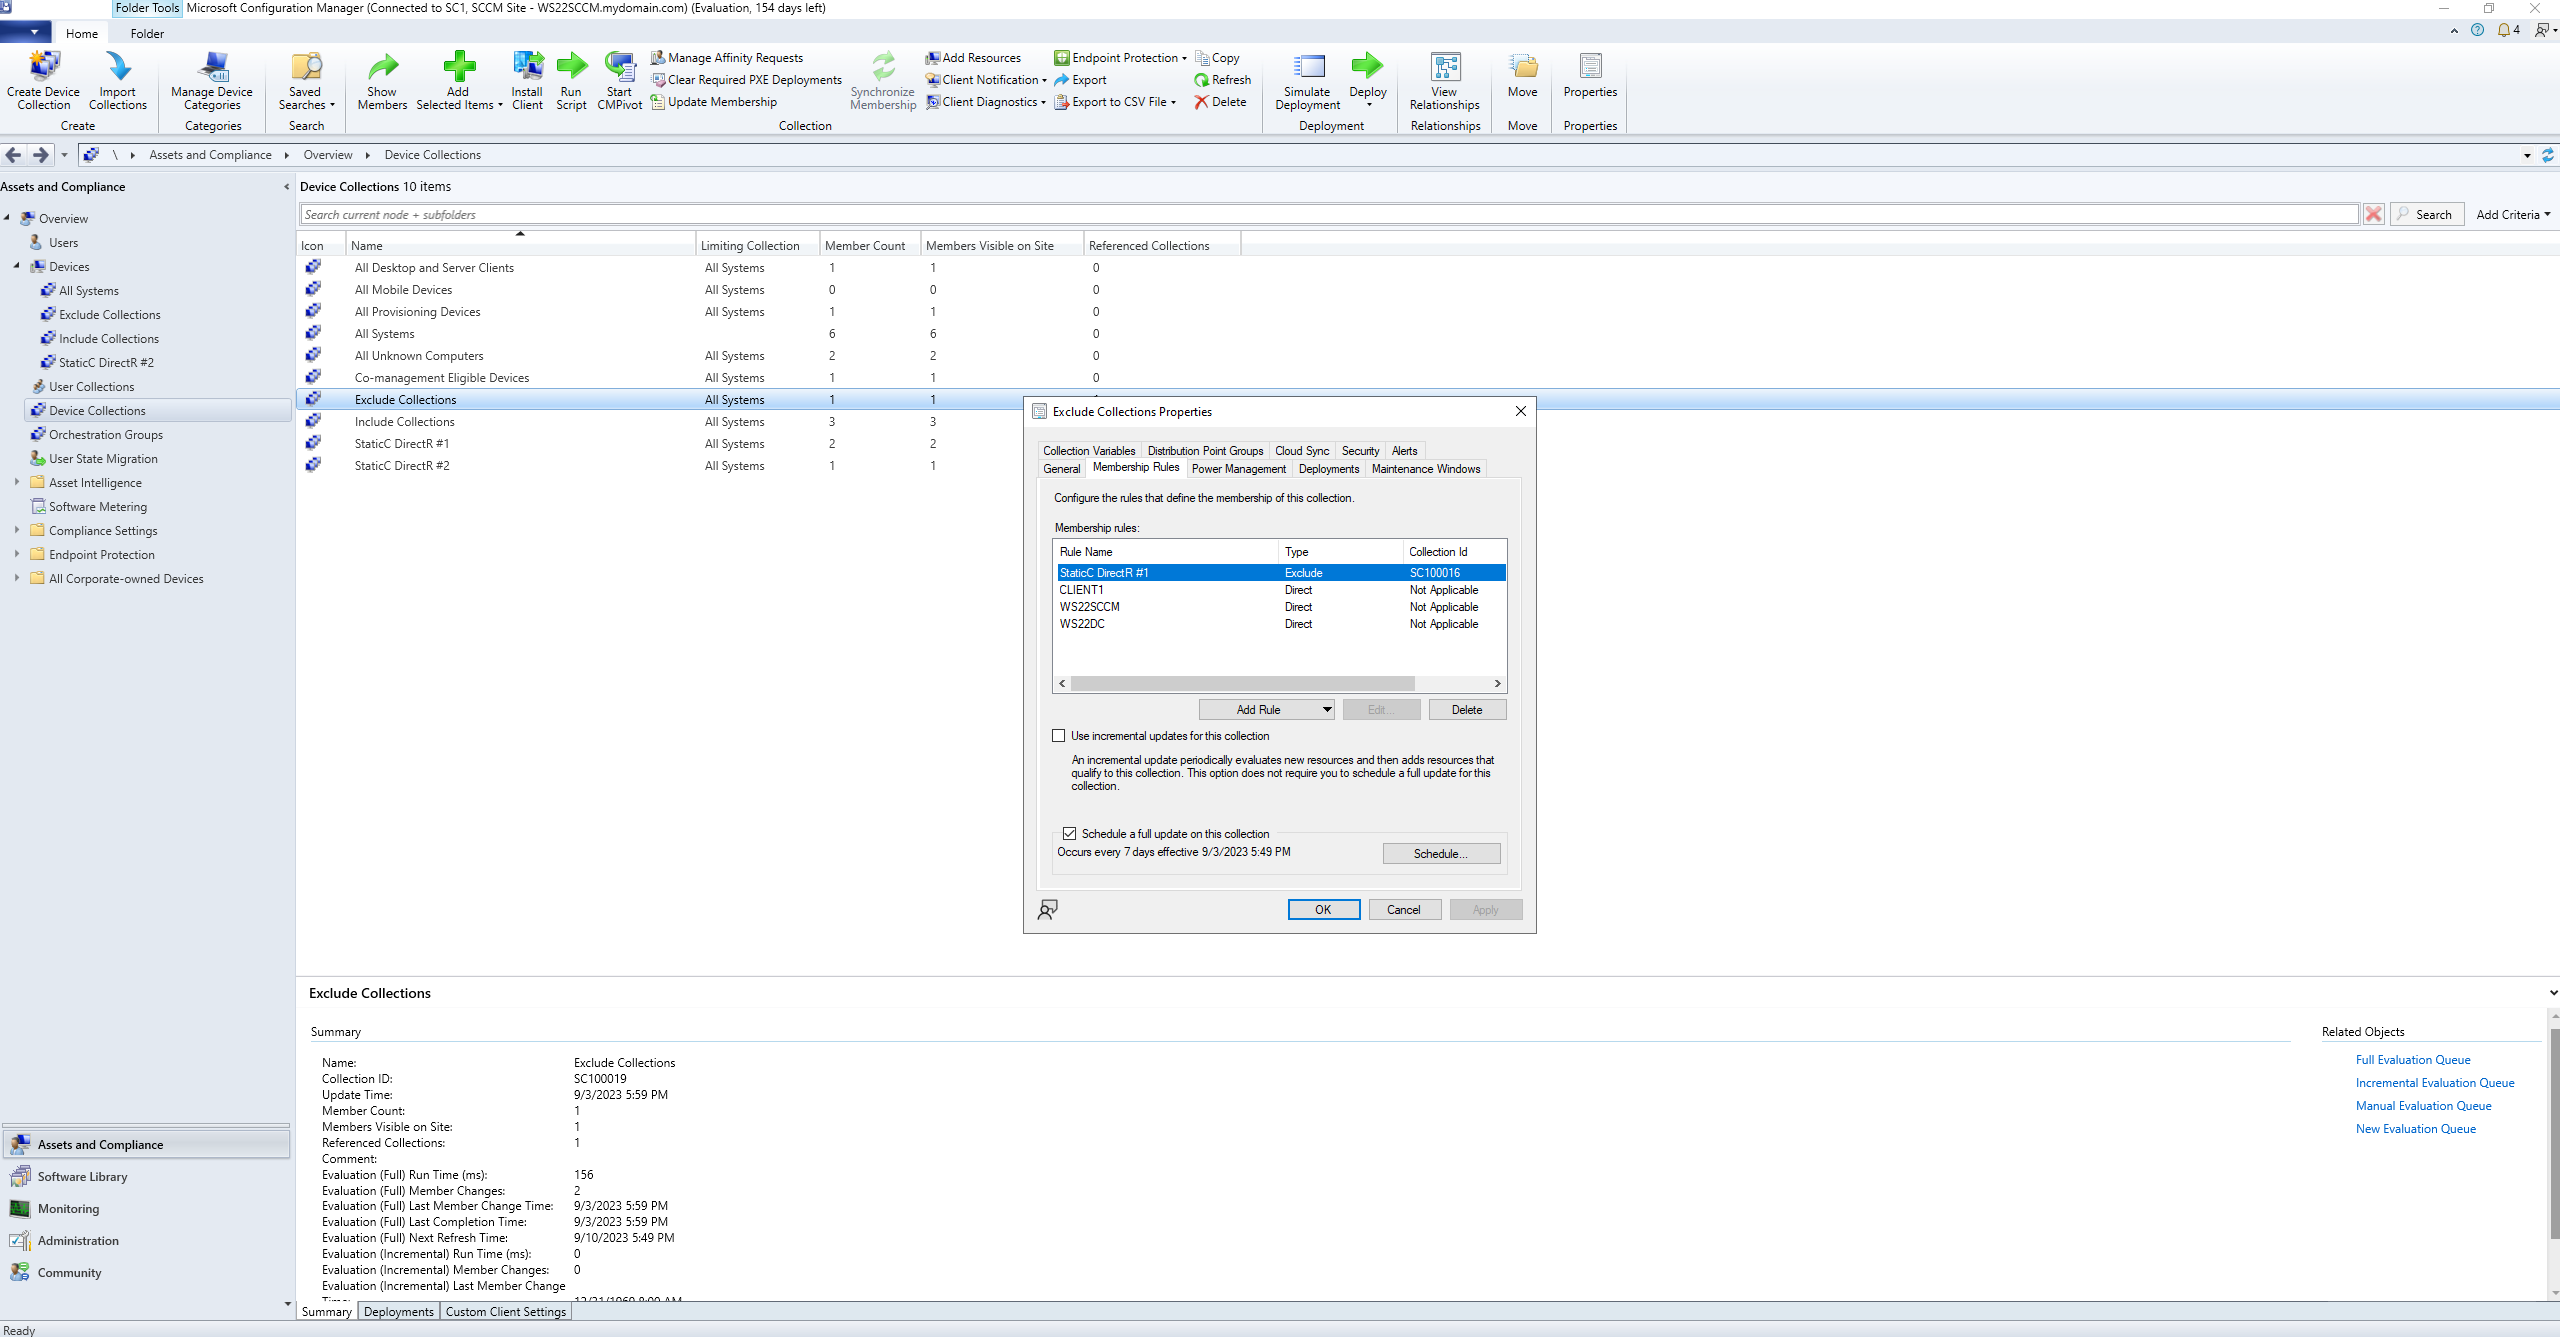 Folder Tools Microsoft Configuration Manager (Connected to SC1, SCCM Site - WS22SCCM.mydomain.com) (Evaluation, 154 days left)
Home Folder 4
Create Device Collection
Import Collections
Create
Manage Device Categories
Categories
Saved Searches
Search
Show Members
Add Selected Items
Install Client
Run Script
Start CMPivot
Manage Affinity Requests
Clear Required PXE Deployments
Update Membership
Synchronize Membership
Add Resources
Client Notification
Client Diagnostics
Endpoint Protection
Export
Export to CSV File
Copy
Refresh
Delete
Collection
Simulate Deployment
Deploy
Deployment
View Relationships
Relationships
Move
Move
Properties
Properties
\ Assets and Compliance Overview Device Collections
Assets and Compliance
Overview
Users
Devices
All Systems
Exclude Collections
Include Collections
StaticC DirectR #2
User Collections
Device Collections
Orchestration Groups
User State Migration
Asset Intelligence
Software Metering
Compliance Settings
Endpoint Protection
All Corporate-owned Devices
Assets and Compliance
Software Library
Monitoring
Administration
Community
Device Collections 10 items
Search current node + subfolders Search Add Criteria
Icon Name Limiting Collection Member Count Members Visible on Site Referenced Collections
All Desktop and Server Clients All Systems 1 1 0
All Mobile Devices All Systems 0 0 0
All Provisioning Devices All Systems 1 1 0
All Systems 6 6 0
All Unknown Computers All Systems 2 2 0
Co-management Eligible Devices All Systems 1 1 0
Exclude Collections All Systems 1 1
Include Collections All Systems 3 3
StaticC DirectR #1 All Systems 2 2
StaticC DirectR #2 All Systems 1 1
Exclude Collections Properties
Collection Variables Distribution Point Groups Cloud Sync Security Alerts
General Membership Rules Power Management Deployments Maintenance Windows
Configure the rules that define the membership of this collection.
Membership rules:
Rule Name Type Collection Id
StaticC DirectR #1 Exclude SC100016
CLIENT1 Direct Not Applicable
WS22SCCM Direct Not Applicable
WS22DC Direct Not Applicable
Add Rule Edit... Delete
Use incremental updates for this collection
An incremental update periodically evaluates new resources and then adds resources that
qualify to this collection. This option does not require you to schedule a full update for this
collection.
Schedule a full update on this collection
Occurs every 7 days effective 9/3/2023 5:49 PM Schedule...
OK Cancel Apply
Exclude Collections
Summary
Name: Exclude Collections
Collection ID: SC100019
Update Time: 9/3/2023 5:59 PM
Member Count: 1
Members Visible on Site: 1
Referenced Collections: 1
Comment:
Evaluation (Full) Run Time (ms): 156
Evaluation (Full) Member Changes: 2
Evaluation (Full) Last Member Change Time: 9/3/2023 5:59 PM
Evaluation (Full) Last Completion Time: 9/3/2023 5:59 PM
Evaluation (Full) Next Refresh Time: 9/10/2023 5:49 PM
Evaluation (Incremental) Run Time (ms): 0
Evaluation (Incremental) Member Changes: 0
Evaluation (Incremental) Last Member Change
Related Objects
Full Evaluation Queue
Incremental Evaluation Queue
Manual Evaluation Queue
New Evaluation Queue
Summary Deployments Custom Client Settings
Ready